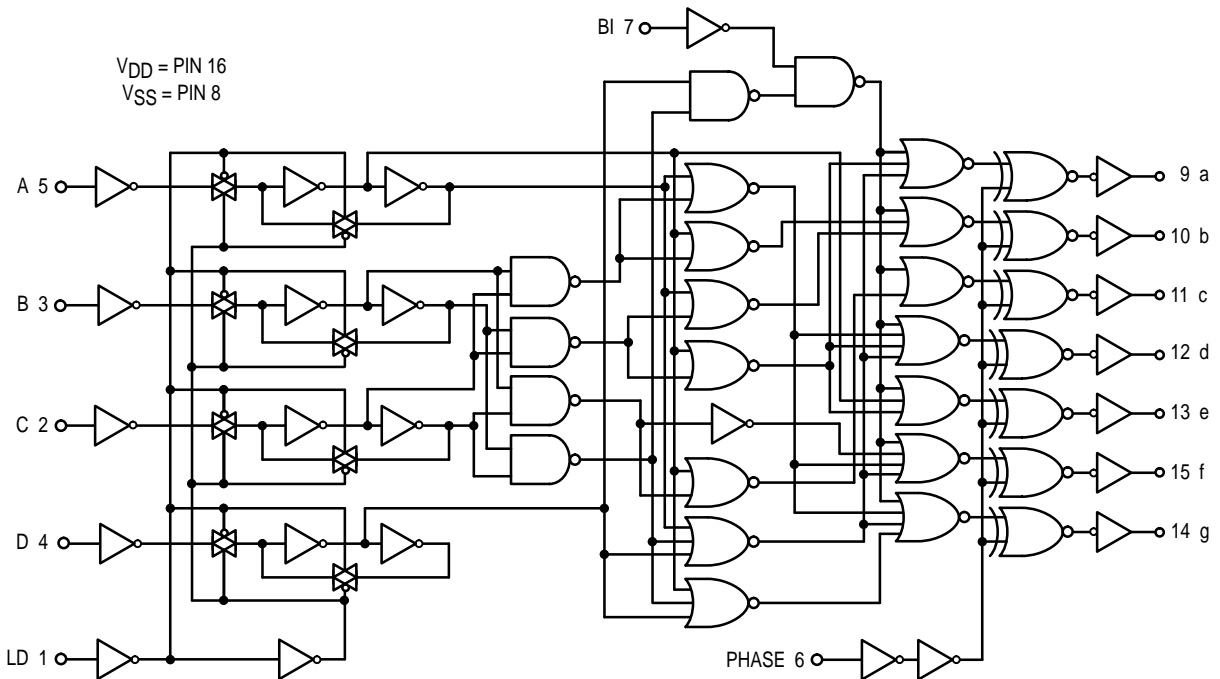 BI 7
VDD = PIN 16
VSS = PIN 8
A 5
9 a
10 b
B 3
11 c
12 d
C 2
13 e
15 f
D 4
14 g
LD 1
PHASE 6